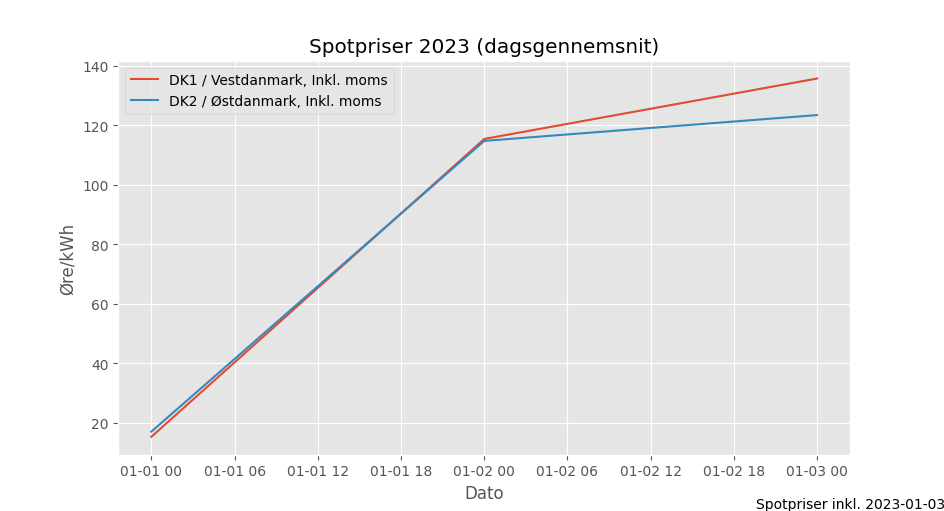 Spotpriser 2023 (dagsgennemsnit)
DK1 / Vestdanmark, Inkl. moms
DK2 / Østdanmark, Inkl. moms
140
120
100
80
60
40
20
Øre/kWh
01-01 00 01-01 06 01-01 12 01-01 18 01-02 00 01-02 06 01-02 12 01-02 18 01-03 00
Dato
Spotpriser inkl. 2023-01-03